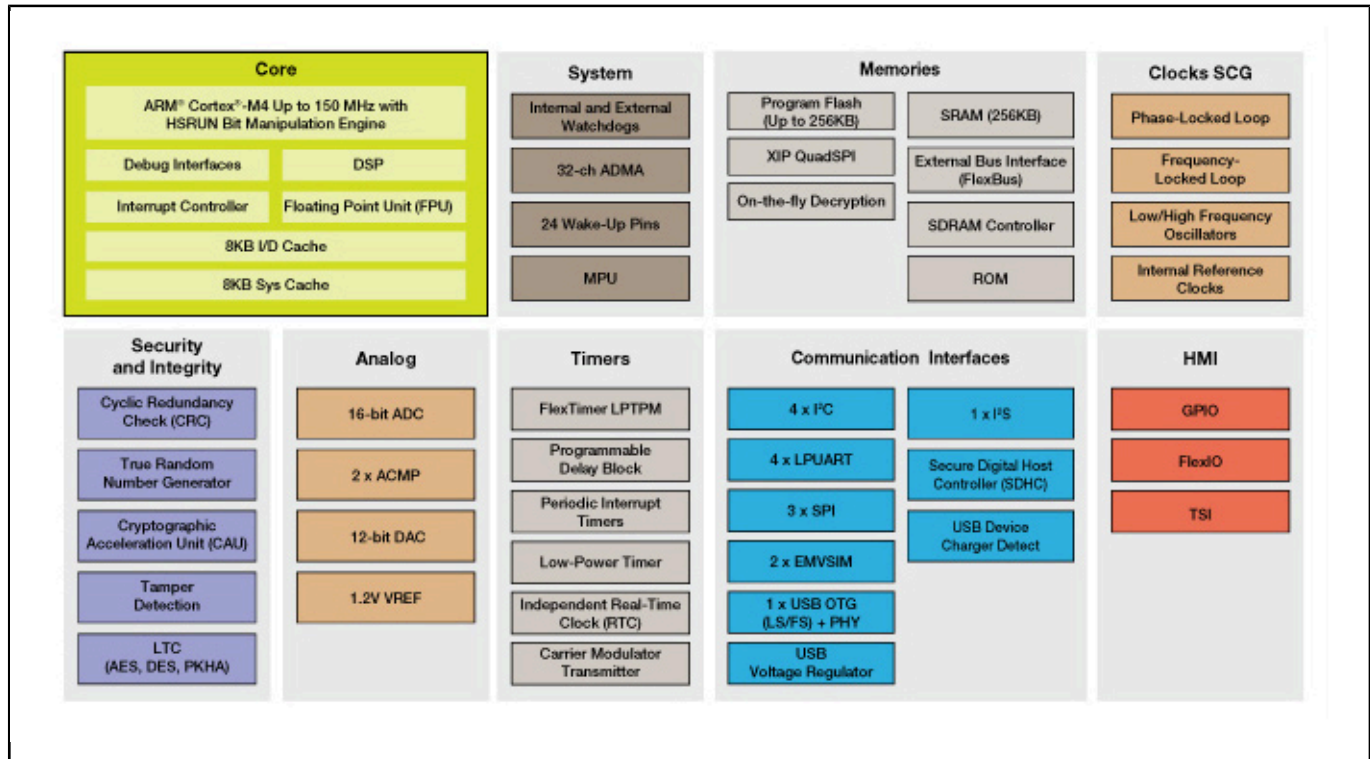 Core
ARM® Cortex®-M4 Up to 150 MHz with
HSRUN Bit Manipulation Engine
Debug Interfaces
DSP
Interrupt Controller
Floating Point Unit (FPU)
8KB I/D Cache
8KB Sys Cache
System
Internal and External
Watchdogs
32-ch ADMA
24 Wake-Up Pins
MPU
Memories
Program Flash
(Up to 256KB)
XIP QuadSPI
On-the-fly Decryption
SRAM (256KB)
External Bus Interface
(FlexBus)
SDRAM Controller
ROM
Clocks SCG
Phase-Locked Loop
Frequency-
Locked Loop
Low/High Frequency
Oscillators
Internal Reference
Clocks
Security
and Integrity
Cyclic Redundancy
Check (CRC)
True Random
Number Generator
Cryptographic
Acceleration Unit (CAU)
Tamper
Detection
LTC
(AES, DES, PKHA)
Analog
16-bit ADC
2 x ACMP
12-bit DAC
1.2V VREF
Timers
FlexTimer LPTPM
Programmable
Delay Block
Periodic Interrupt
Timers
Low-Power Timer
Independent Real-Time
Clock (RTC)
Carrier Modulator
Transmitter
Communication Interfaces
4 x I²C
4 x LPUART
3 x SPI
2 x EMVSIM
1 x USB OTG
(LS/FS) + PHY
USB
Voltage Regulator
1 x I²S
Secure Digital Host
Controller (SDHC)
USB Device
Charger Detect
HMI
GPIO
FlexIO
TSI